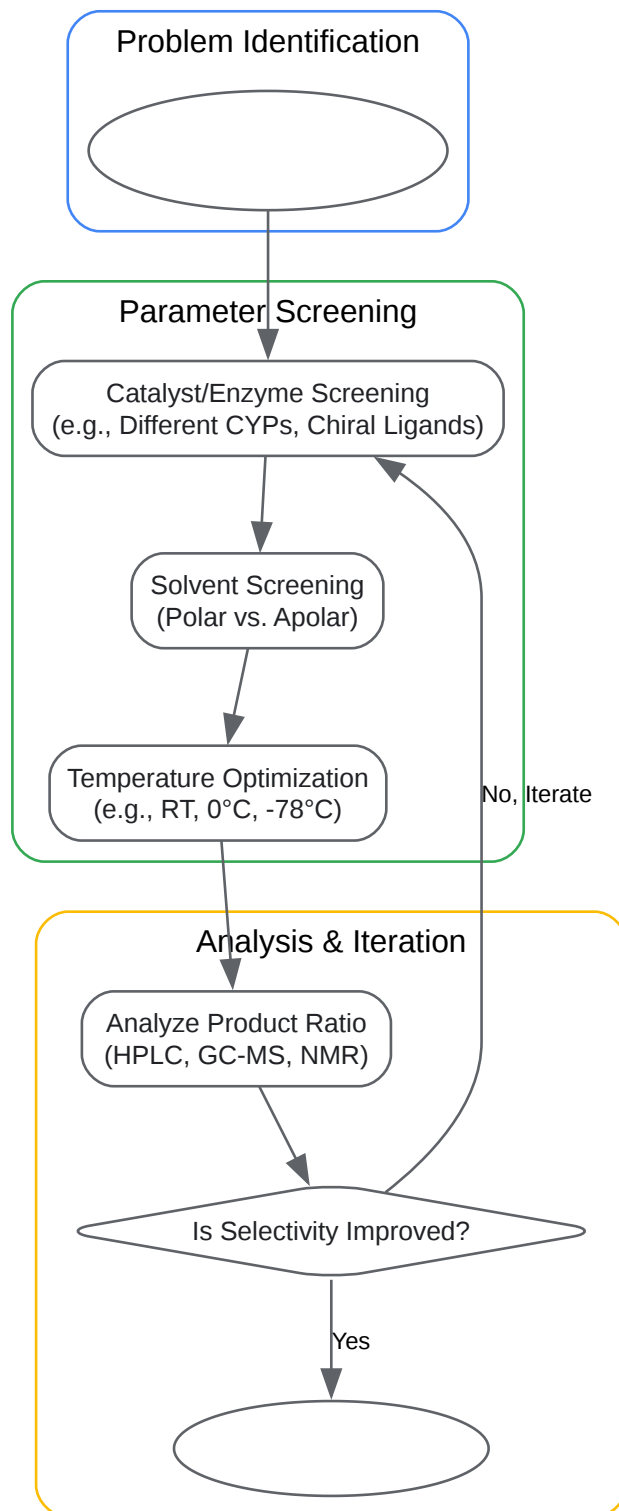 Problem Identification
Parameter Screening
Catalyst/Enzyme Screening
(e.g., Different CYPs, Chiral Ligands)
Solvent Screening
(Polar vs. Apolar)
Temperature Optimization
(e.g., RT, 0°C, -78°C)
No, Iterate
Analysis & Iteration
Analyze Product Ratio
(HPLC, GC-MS, NMR)
Is Selectivity Improved?
Yes